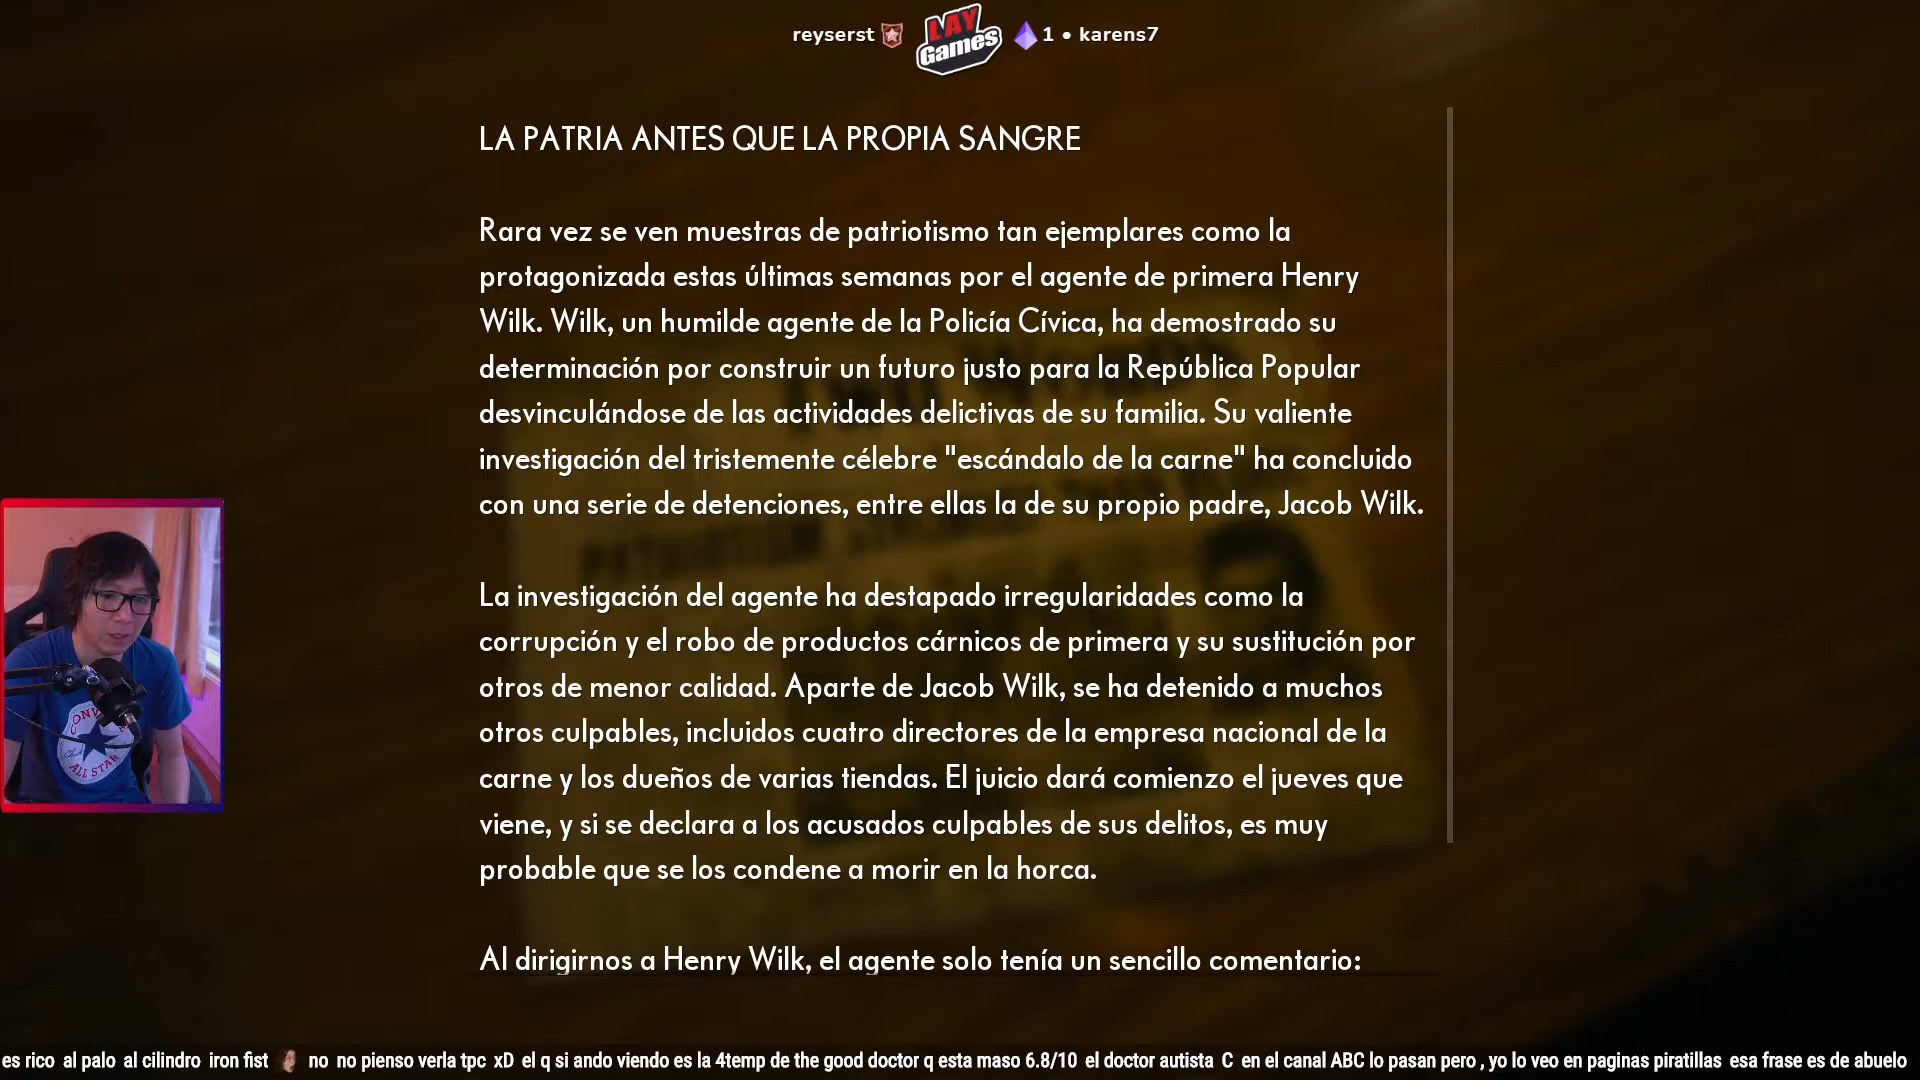 reyserst LAY Games 1 • karens7
LA PATRIA ANTES QUE LA PROPIA SANGRE
Rara vez se ven muestras de patriotismo tan ejemplares como la
protagonizada estas últimas semanas por el agente de primera Henry
Wilk. Wilk, un humilde agente de la Policía Cívica, ha demostrado su
determinación por construir un futuro justo para la República Popular
desvinculándose de las actividades delictivas de su familia. Su valiente
investigación del tristemente célebre "escándalo de la carne" ha concluido
con una serie de detenciones, entre ellas la de su propio padre, Jacob Wilk.
La investigación del agente ha destapado irregularidades como la
corrupción y el robo de productos cárnicos de primera y su sustitución por
otros de menor calidad. Aparte de Jacob Wilk, se ha detenido a muchos
otros culpables, incluidos cuatro directores de la empresa nacional de la
carne y los dueños de varias tiendas. El juicio dará comienzo el jueves que
viene, y si se declara a los acusados culpables de sus delitos, es muy
probable que se los condene a morir en la horca.
Al dirigirnos a Henry Wilk, el agente solo tenía un sencillo comentario:
ALL STAR
es rico al palo al cilindro iron fist no no pienso verla tpc xD el q si ando viendo es la 4temp de the good doctor q esta maso 6.8/10 el doctor autista C en el canal ABC lo pasan pero , yo lo veo en paginas piratillas esa frase es de abuelo